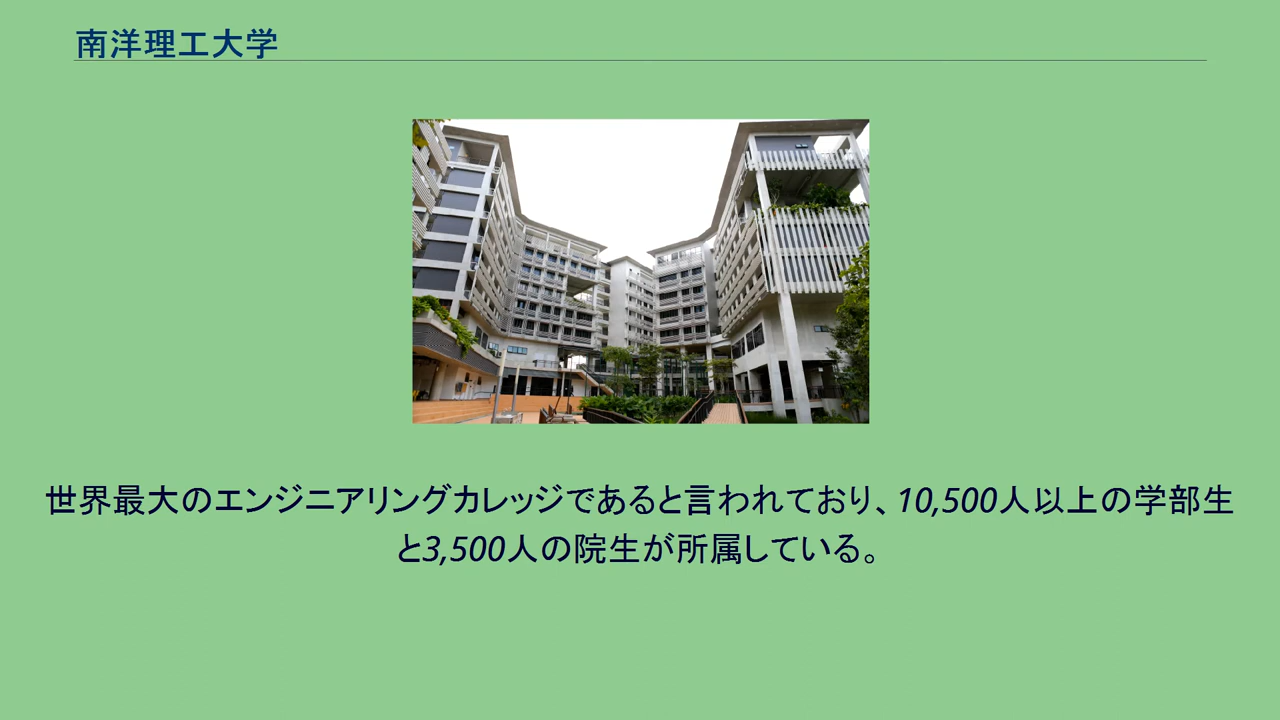 南洋理工大学
世界最大のエンジニアリングカレッジであると言われており、10,500人以上の学部生
と3,500人の院生が所属している。